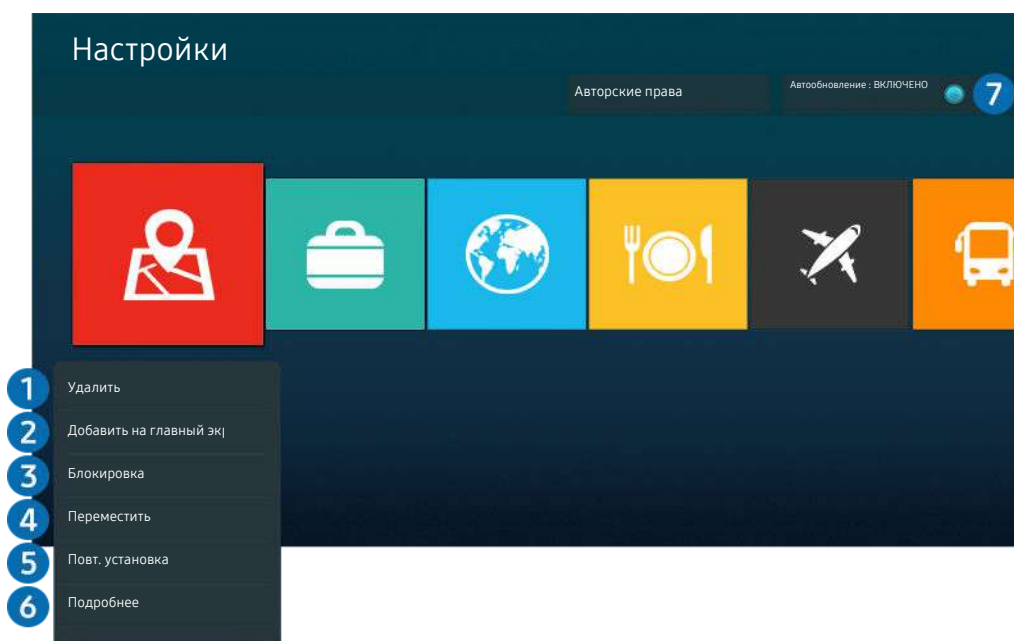 Настройки
Авторские права
Автообновление : ВКЛЮЧЕНО
7
1 Удалить
2 Добавить на главный
3 Блокировка
4 Переместить
5 Повт. установка
6 Подробнее